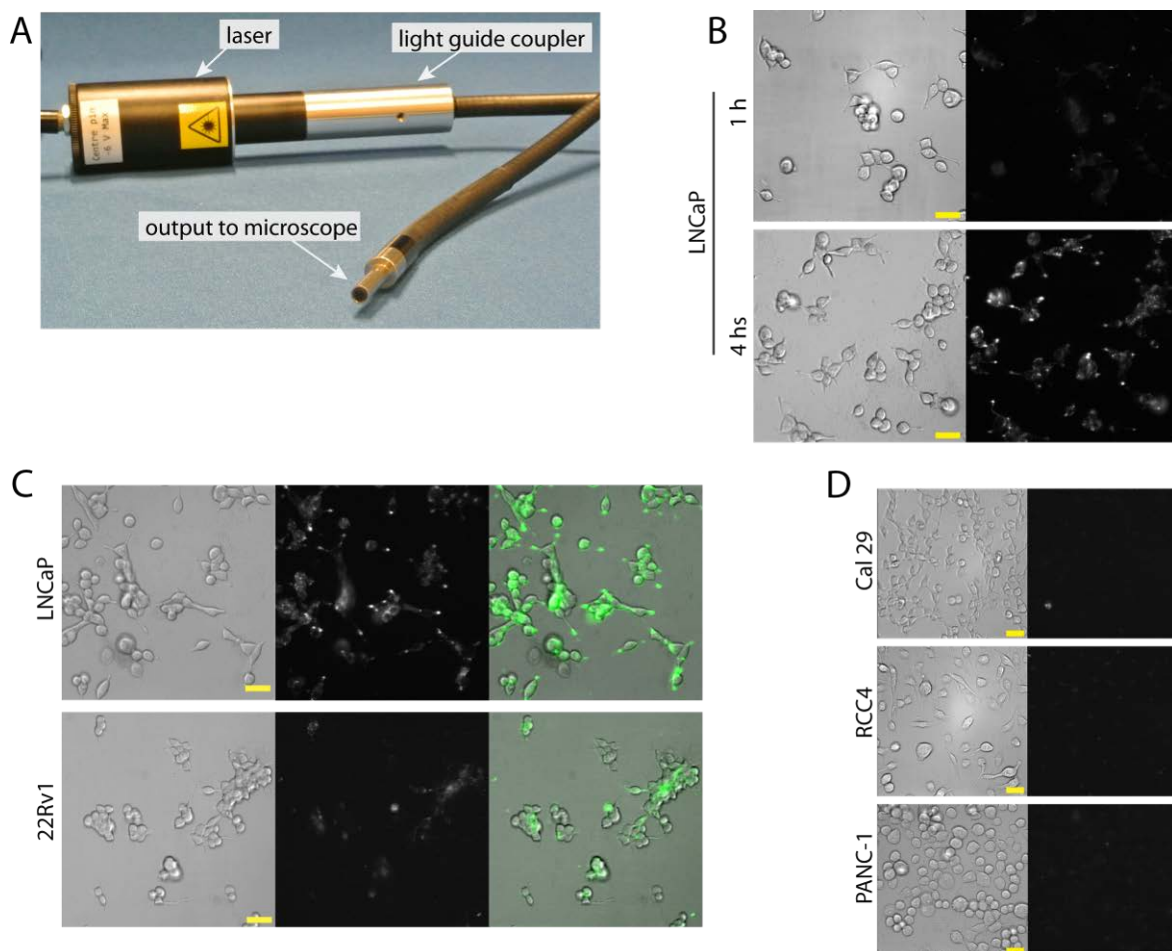 A
laser
light guide coupler
Centre pin
-6 V Max
output to microscope
B
LNCaP
1 h
4 hs
C
LNCaP
22Rv1
D
Cal 29
RCC4
PANC-1